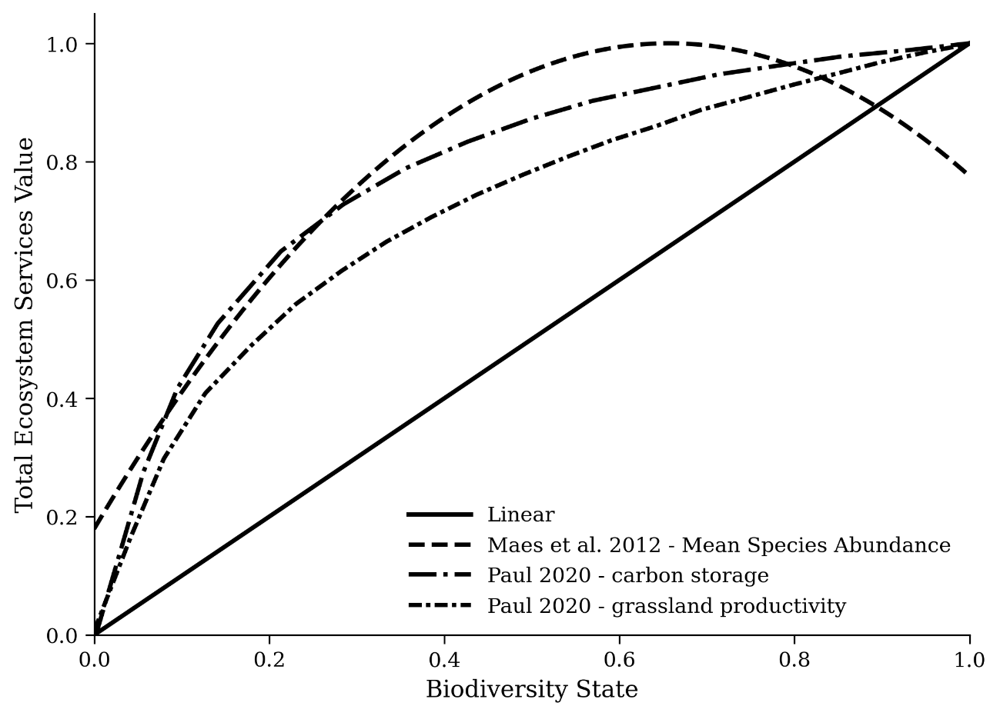 1.0
0.8
0.6
0.4
0.2
0.0
Total Ecosystem Services Value
Linear
Maes et al. 2012 - Mean Species Abundance
Paul 2020 - carbon storage
Paul 2020 - grassland productivity
0.0 0.2 0.4 0.6 0.8 1.0
Biodiversity State